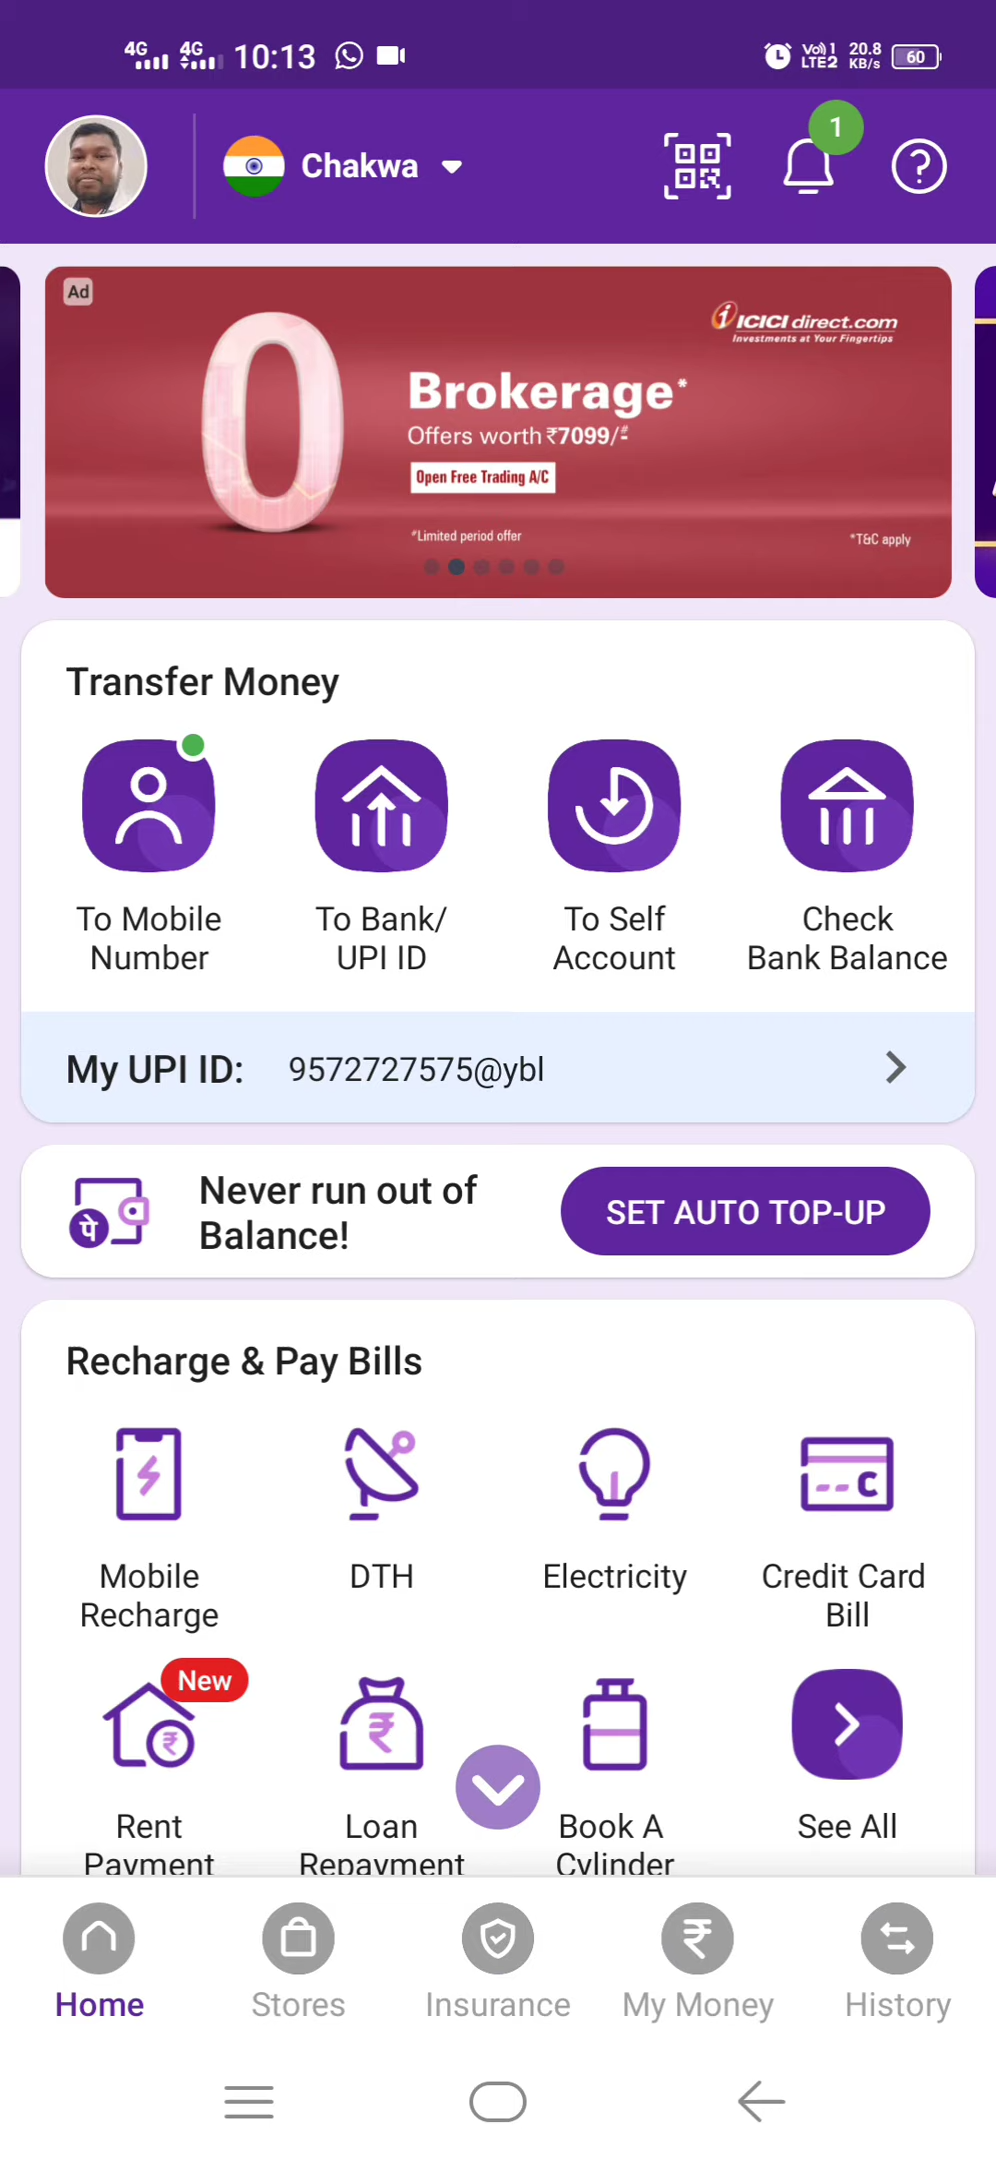 4G 4G 10:13 Vo)) 1 LTE2 20.8 KB/s 60
Chakwa
1
Ad
0
ICICI direct.com
Investments at Your Fingertips
Brokerage*
Offers worth ₹7099/-#
Open Free Trading A/C
#Limited period offer
*T&C apply
Transfer Money
To Mobile Number
To Bank/ UPI ID
To Self Account
Check Bank Balance
My UPI ID: 9572727575@ybl
पे
Never run out of
Balance!
SET AUTO TOP-UP
Recharge & Pay Bills
Mobile Recharge
DTH
Electricity
Credit Card Bill
New
Rent Payment
Loan Repayment
Book A Cylinder
See All
Home Stores Insurance My Money History